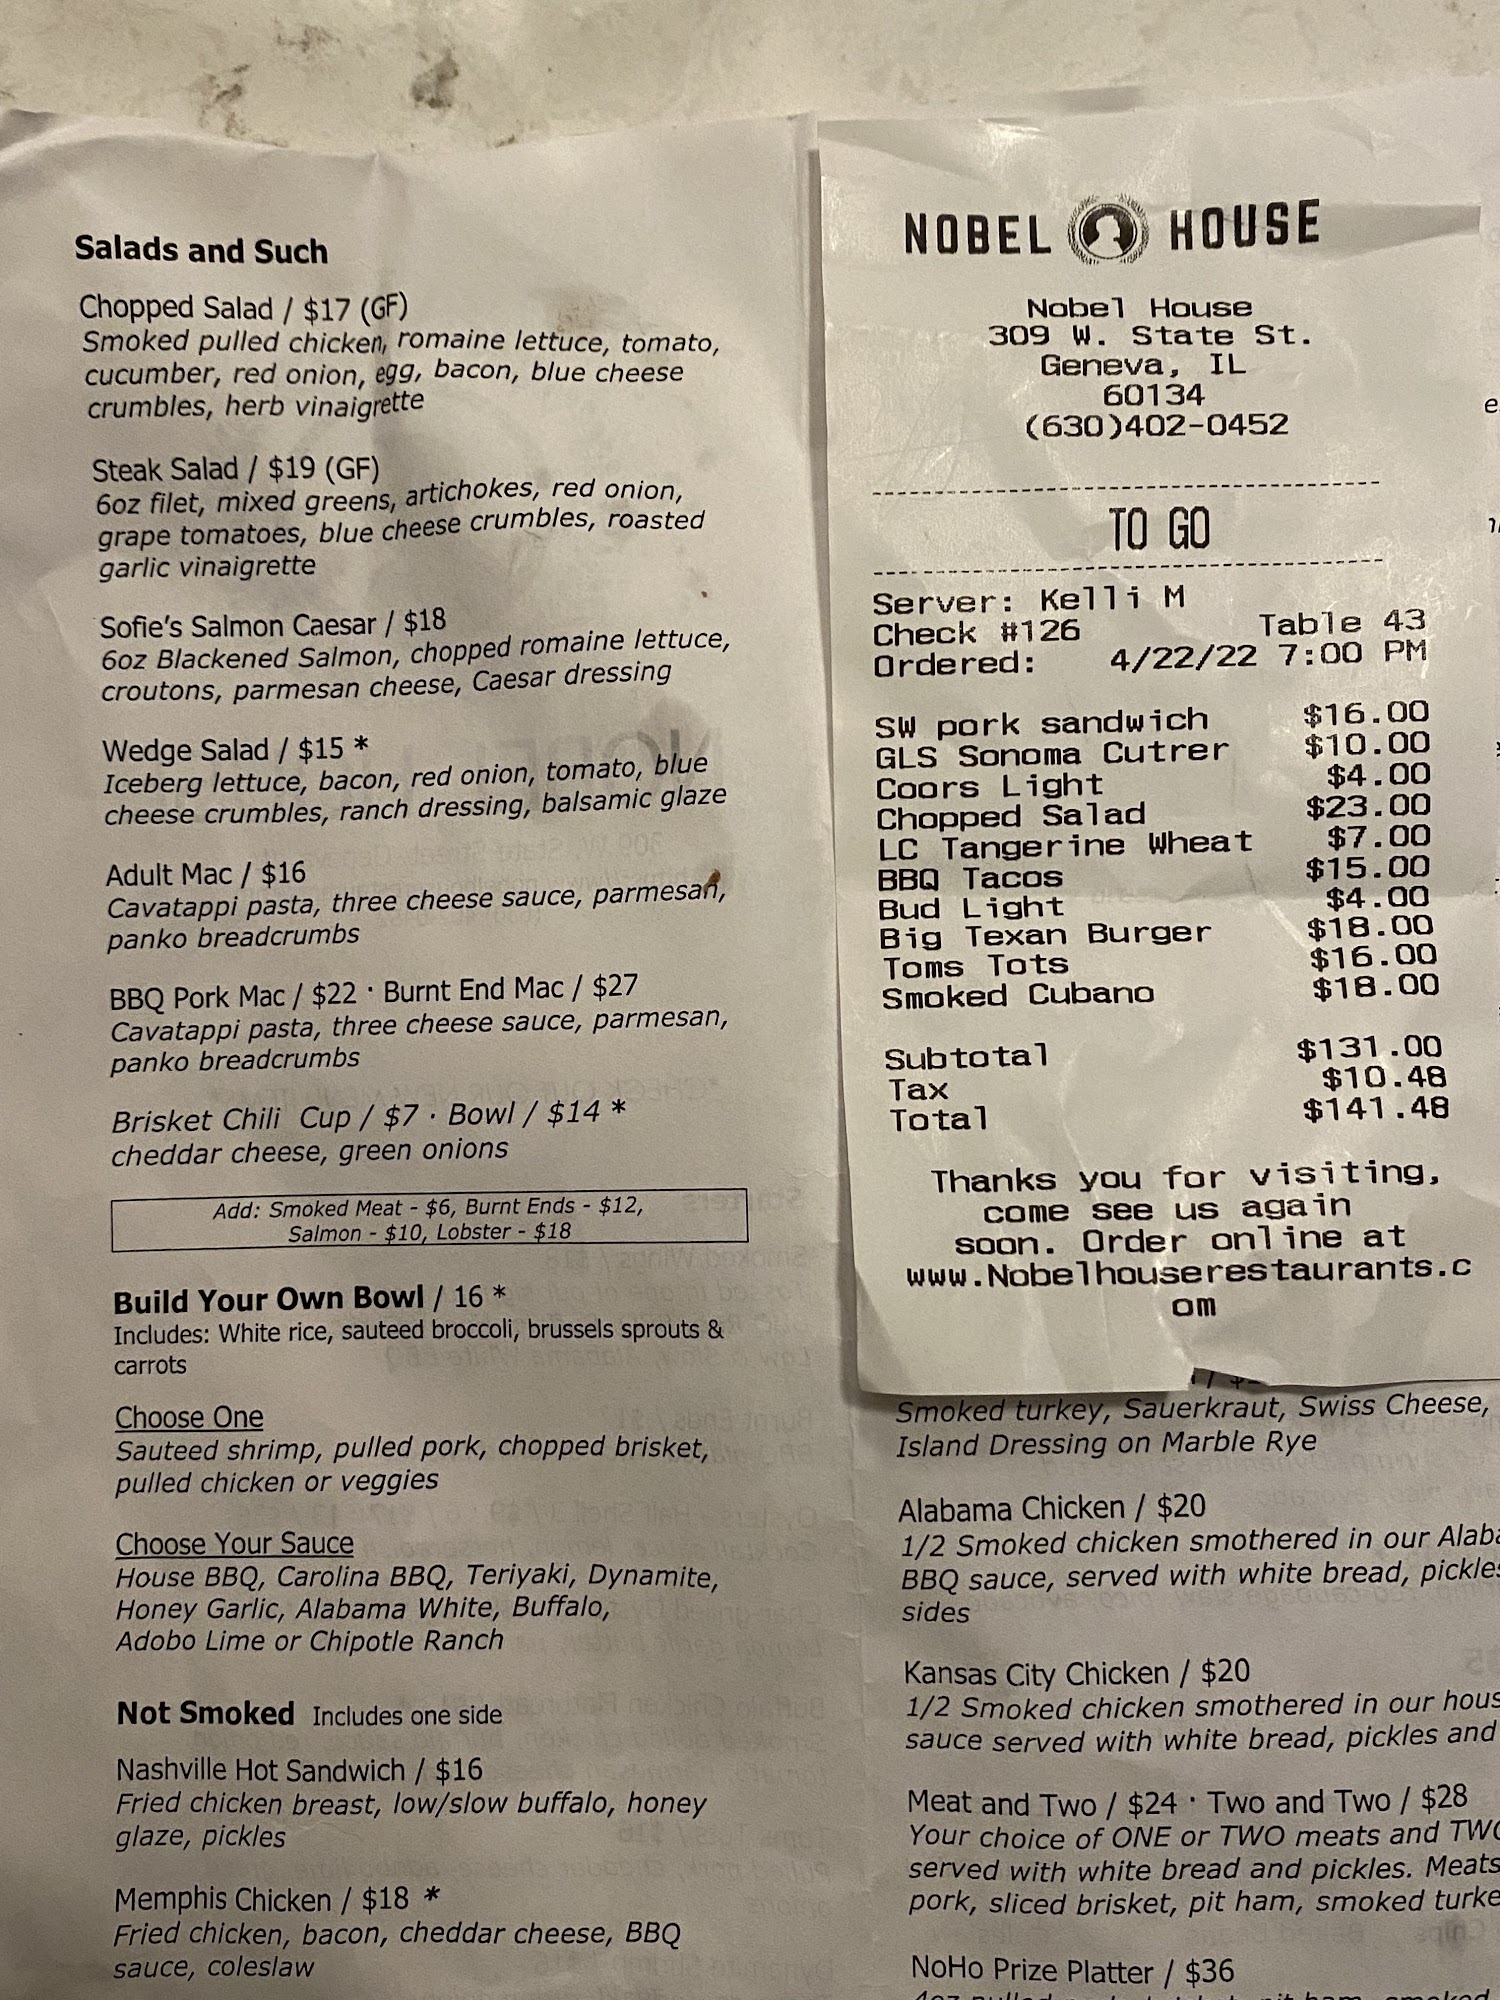 Salads and Such
Chopped Salad / $17 (GF)
Smoked pulled chicken, romaine lettuce, tomato,
cucumber, red onion, egg, bacon, blue cheese
crumbles, herb vinaigrette
Steak Salad / $19 (GF)
6oz filet, mixed greens, artichokes, red onion,
grape tomatoes, blue cheese crumbles, roasted
garlic vinaigrette
Sofie's Salmon Caesar / $18
6oz Blackened Salmon, chopped romaine lettuce,
croutons, parmesan cheese, Caesar dressing
Wedge Salad / $15 *
Iceberg lettuce, bacon, red onion, tomato, blue
cheese crumbles, ranch dressing, balsamic glaze
Adult Mac / $16
Cavatappi pasta, three cheese sauce, parmesan,
panko breadcrumbs
BBQ Pork Mac / $22 · Burnt End Mac / $27
Cavatappi pasta, three cheese sauce, parmesan,
panko breadcrumbs
Brisket Chili Cup / $7 · Bowl / $14 *
cheddar cheese, green onions
Add: Smoked Meat - $6, Burnt Ends - $12,
Salmon - $10, Lobster - $18
Build Your Own Bowl / 16 *
Includes: White rice, sauteed broccoli, brussels sprouts &
carrots
Choose One
Sauteed shrimp, pulled pork, chopped brisket,
pulled chicken or veggies
Choose Your Sauce
House BBQ, Carolina BBQ, Teriyaki, Dynamite,
Honey Garlic, Alabama White, Buffalo,
Adobo Lime or Chipotle Ranch
Not Smoked Includes one side
Nashville Hot Sandwich / $16
Fried chicken breast, low/slow buffalo, honey
glaze, pickles
Memphis Chicken / $18 *
Fried chicken, bacon, cheddar cheese, BBQ
sauce, coleslaw
NOBEL HOUSE
Nobel House
309 W. State St.
Geneva, IL
60134
(630)402-0452
TO GO
Server: Kelli M
Check #126 Table 43
Ordered: 4/22/22 7:00 PM
SW pork sandwich $16.00
GLS Sonoma Cutrer $10.00
Coors Light $4.00
Chopped Salad $23.00
LC Tangerine Wheat $7.00
BBQ Tacos $15.00
Bud Light $4.00
Big Texan Burger $18.00
Toms Tots $16.00
Smoked Cubano $18.00
Subtotal $131.00
Tax $10.48
Total $141.48
Thanks you for visiting,
come see us again
soon. Order online at
www.Nobelhouserestaurants.c
om
Smoked turkey, Sauerkraut, Swiss Cheese,
Island Dressing on Marble Rye
Alabama Chicken / $20
1/2 Smoked chicken smothered in our Alaba
BBQ sauce, served with white bread, pickles
sides
Kansas City Chicken / $20
1/2 Smoked chicken smothered in our hous
sauce served with white bread, pickles and
Meat and Two / $24 · Two and Two / $28
Your choice of ONE or TWO meats and TWO
served with white bread and pickles. Meats
pork, sliced brisket, pit ham, smoked turke
NoHo Prize Platter / $36